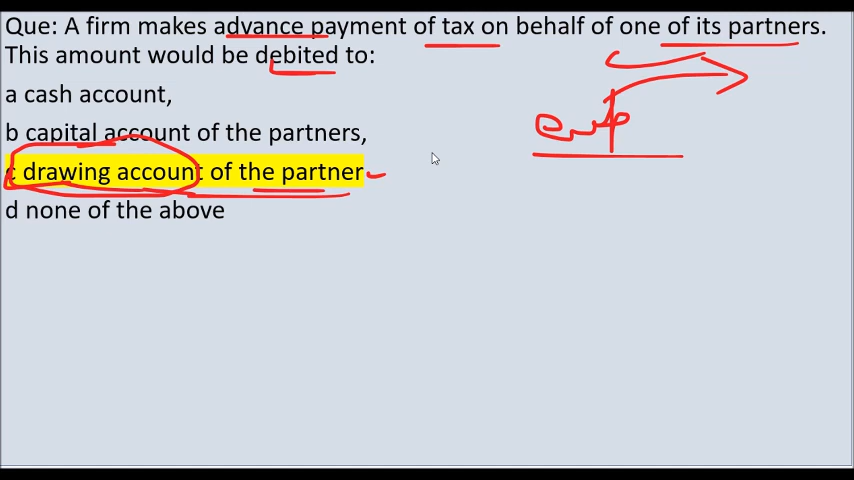 Que: A firm makes advance payment of tax on behalf of one of its partners.
This amount would be debited to:
a cash account,
b capital account of the partners,
c drawing account of the partner
d none of the above